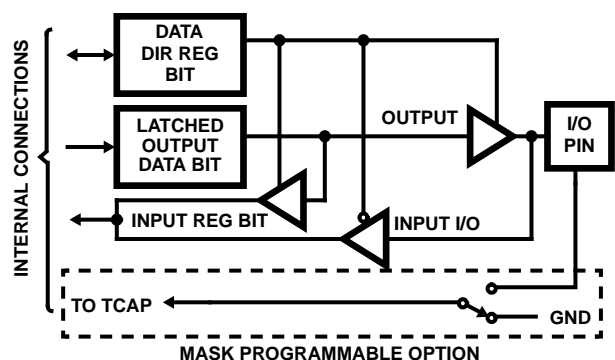 DATA
DIR REG
BIT
LATCHED
OUTPUT
DATA BIT
OUTPUT
I/O
PIN
INPUT REG BIT
INPUT I/O
INTERNAL CONNECTIONS
TO TCAP
GND
MASK PROGRAMMABLE OPTION